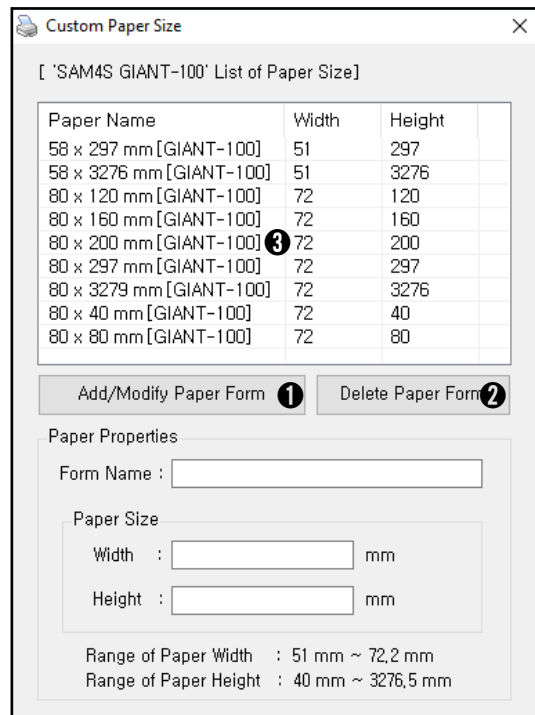 Custom Paper Size
[ 'SAM4S GIANT-100' List of Paper Size]
Paper Name Width Height
58 x 297 mm [GIANT-100] 51 297
58 x 3276 mm [GIANT-100] 51 3276
80 x 120 mm [GIANT-100] 72 120
80 x 160 mm [GIANT-100] 72 160
80 x 200 mm [GIANT-100] 3 72 200
80 x 297 mm [GIANT-100] 72 297
80 x 3279 mm [GIANT-100] 72 3276
80 x 40 mm [GIANT-100] 72 40
80 x 80 mm [GIANT-100] 72 80
Add/Modify Paper Form 1 Delete Paper Form 2
Paper Properties
Form Name :
Paper Size
Width : mm
Height : mm
Range of Paper Width : 51 mm ~ 72,2 mm
Range of Paper Height : 40 mm ~ 3276,5 mm